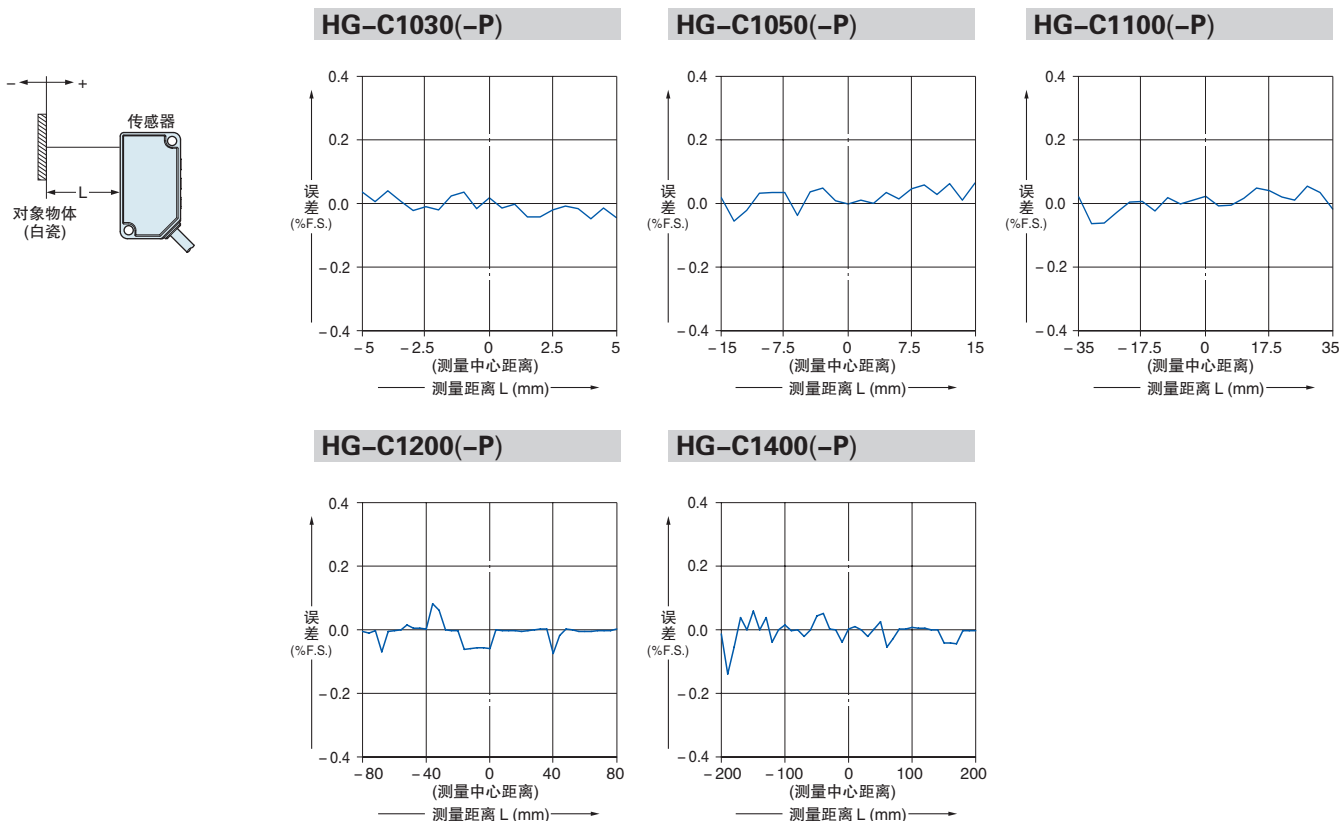 HG–C1030(–P)
HG–C1050(–P)
HG–C1100(–P)
– +
传感器
L
对象物体
(白瓷)
0.4
0.2
0.0
–0.2
–0.4
误
差
(%F.S.)
–5 –2.5 0 2.5 5
(测量中心距离)
测量距离 L (mm)
0.4
0.2
0.0
–0.2
–0.4
误
差
(%F.S.)
–15 –7.5 0 7.5 15
(测量中心距离)
测量距离 L (mm)
0.4
0.2
0.0
–0.2
–0.4
误
差
(%F.S.)
–35 –17.5 0 17.5 35
(测量中心距离)
测量距离 L (mm)
HG–C1200(–P)
HG–C1400(–P)
0.4
0.2
0.0
–0.2
–0.4
误
差
(%F.S.)
–80 –40 0 40 80
(测量中心距离)
测量距离 L (mm)
0.4
0.2
0.0
–0.2
–0.4
误
差
(%F.S.)
–200 –100 0 100 200
(测量中心距离)
测量距离 L (mm)